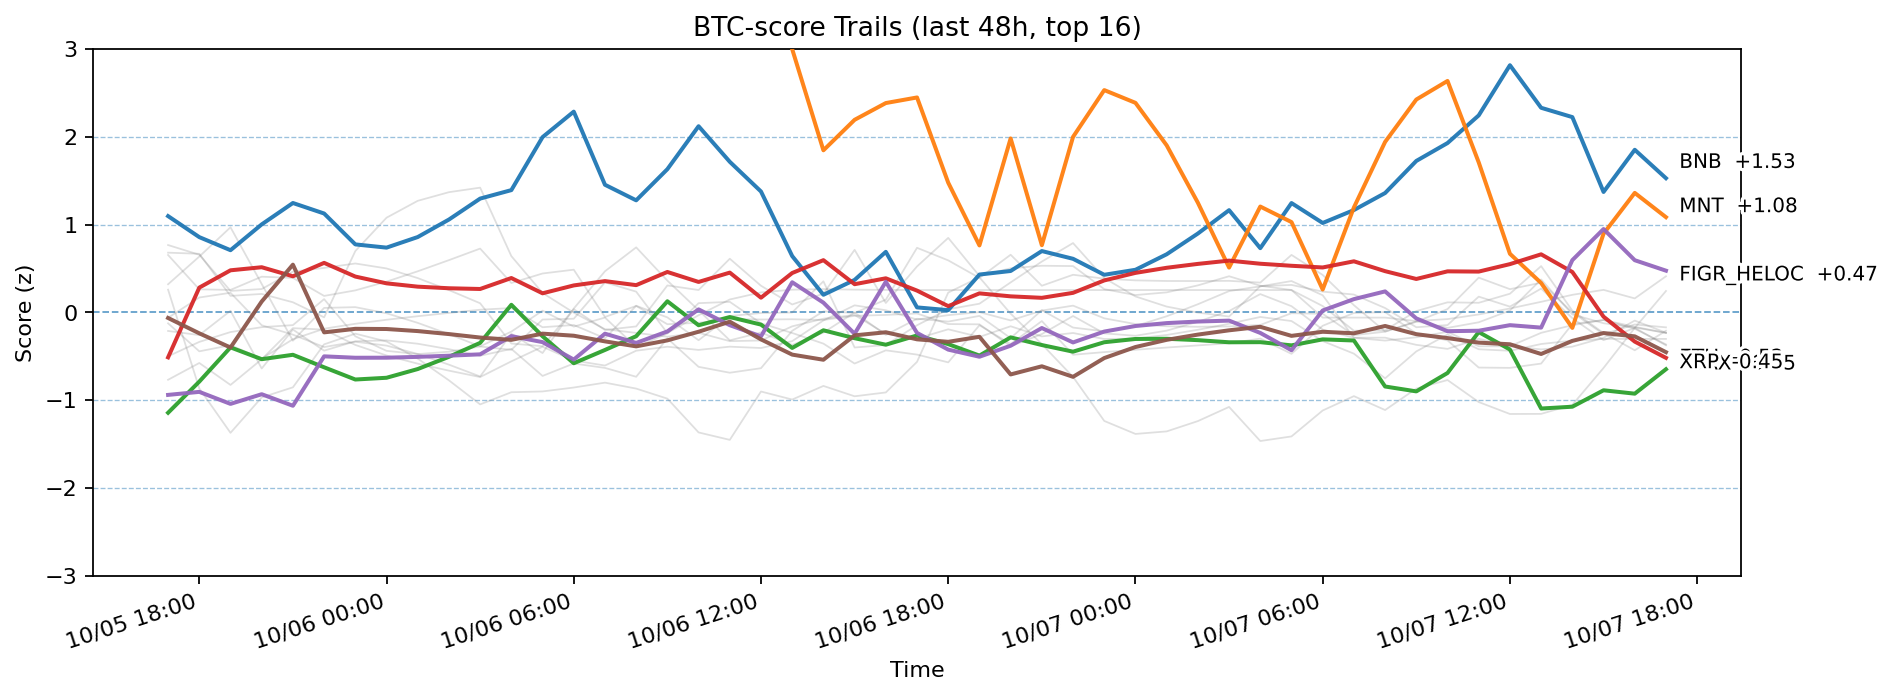 BTC-score Trails (last 48h, top 16)
Score (z)
3
2
1
0
−1
−2
−3
BNB +1.53
MNT +1.08
FIGR_HELOC +0.47
10/05 18:00
10/06 00:00
10/06 06:00
10/06 12:00
10/06 18:00
10/07 00:00
10/07 06:00
10/07 12:00
10/07 18:00
Time